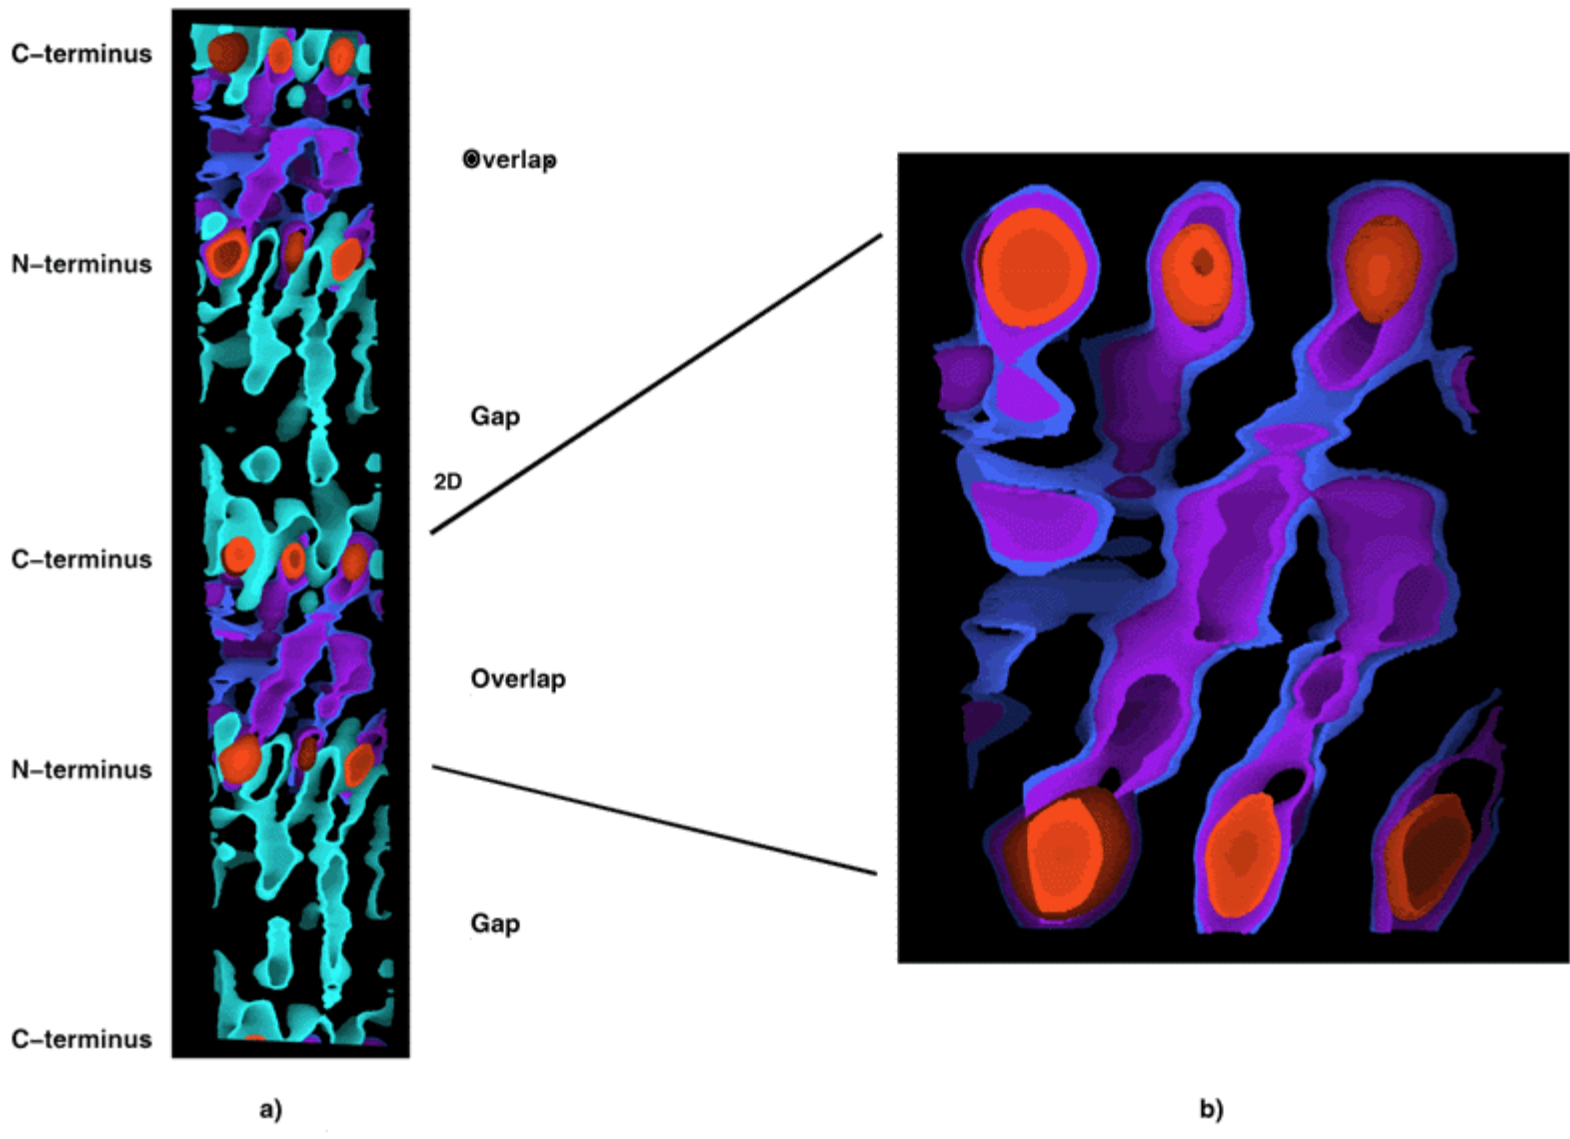 C-terminus
Overlap
N-terminus
Gap
2D
C-terminus
Overlap
N-terminus
Gap
C-terminus
a)
b)